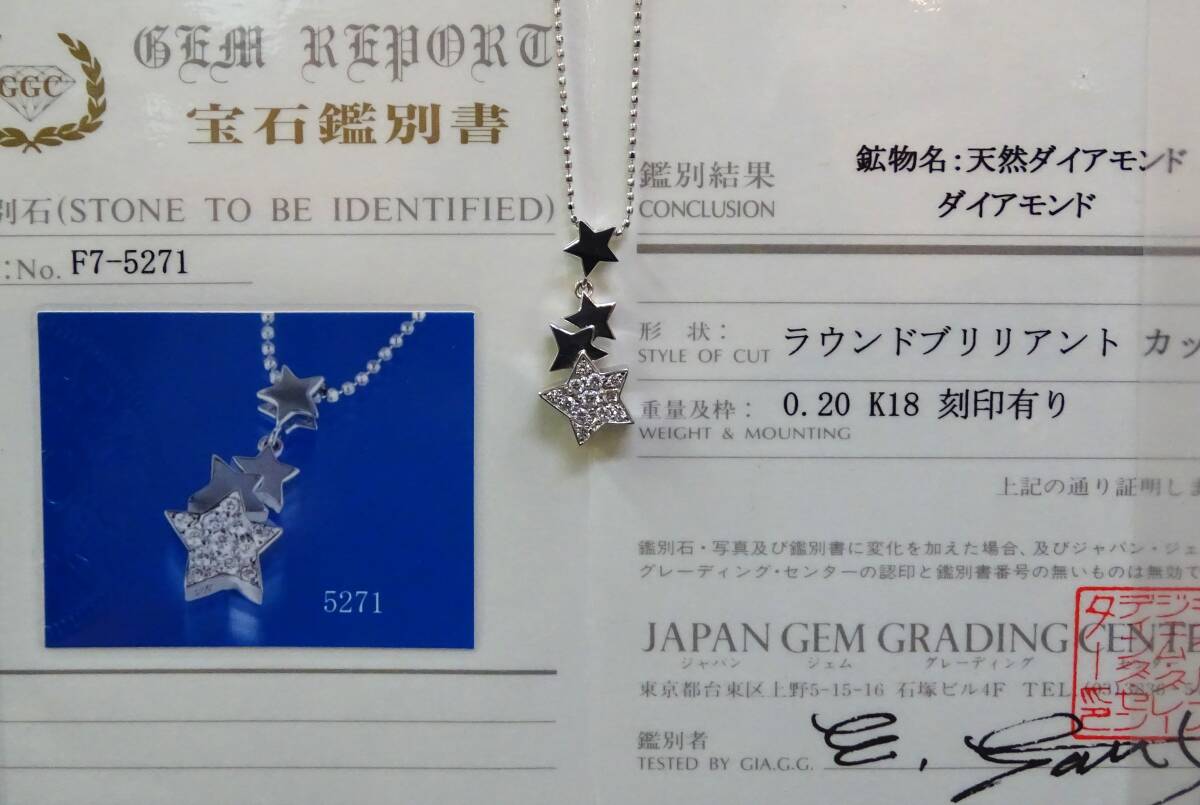 GGC
GEM REPORT
宝石鑑別書
別石(STONE TO BE IDENTIFIED)
:No. F7-5271
5271
鑑別結果
CONCLUSION
鉱物名:天然ダイアモンド
ダイアモンド
形 状:
STYLE OF CUT
ラウンドブリリアント カッ
重量及枠:
WEIGHT & MOUNTING
0.20 K18 刻印有り
上記の通り証明しま
鑑別石・写真及び鑑別書に変化を加えた場合、及びジャパン・ジェ
グレーディング・センターの認印と鑑別書番号の無いものは無効で
JAPAN GEM GRADING CENTE
ジャパン ジェム グレーディング
東京都台東区上野5-15-16 石塚ビル4F TEL
鑑別者
TESTED BY GIA.G.G.